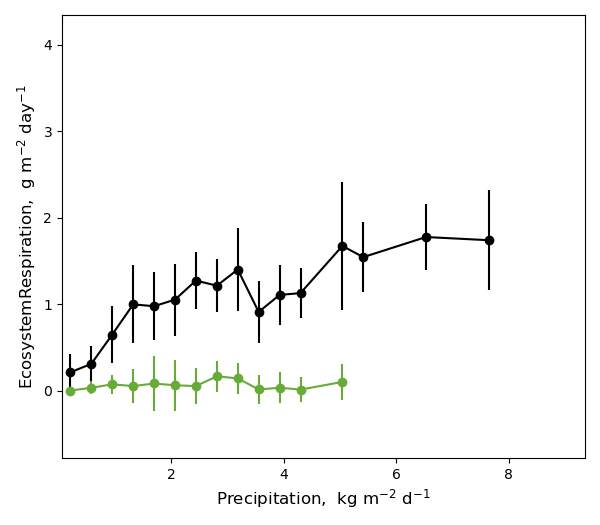 4
3
2
1
0
EcosystemRespiration, g m⁻² day⁻¹
2 4 6 8
Precipitation, kg m⁻² d⁻¹